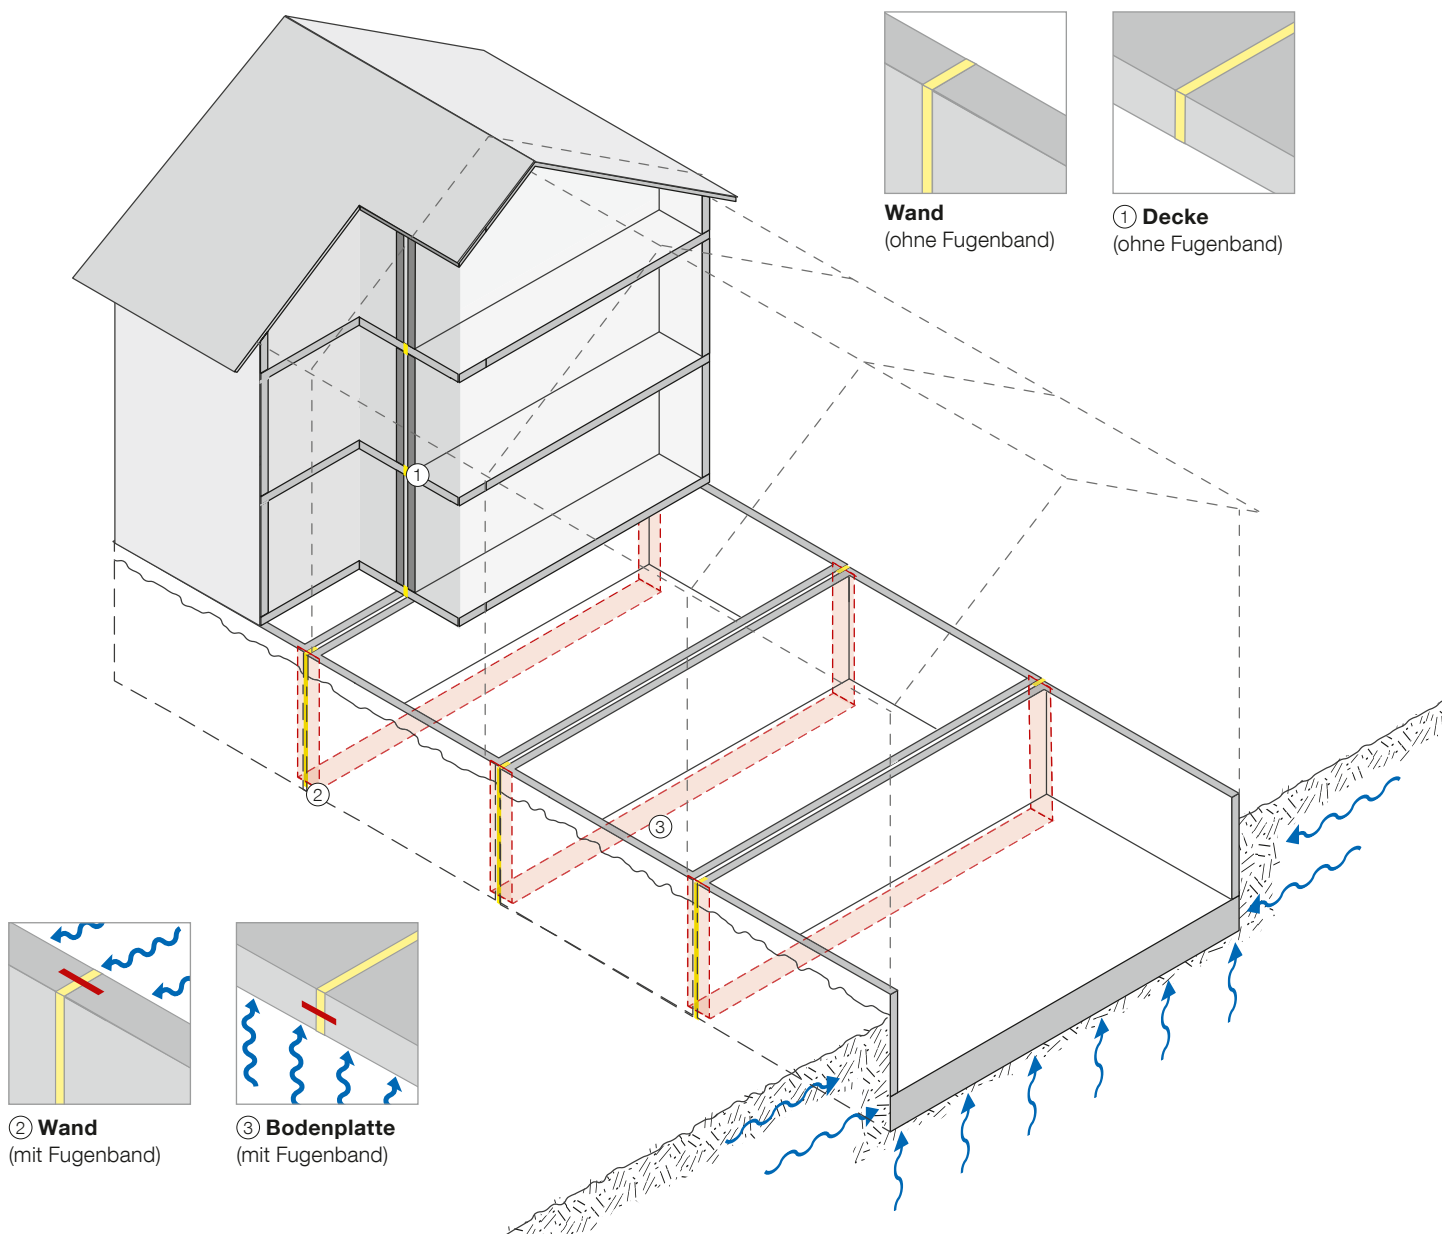 Wand
(ohne Fugenband)
① Decke
(ohne Fugenband)
①
②
③
② Wand
(mit Fugenband)
③ Bodenplatte
(mit Fugenband)